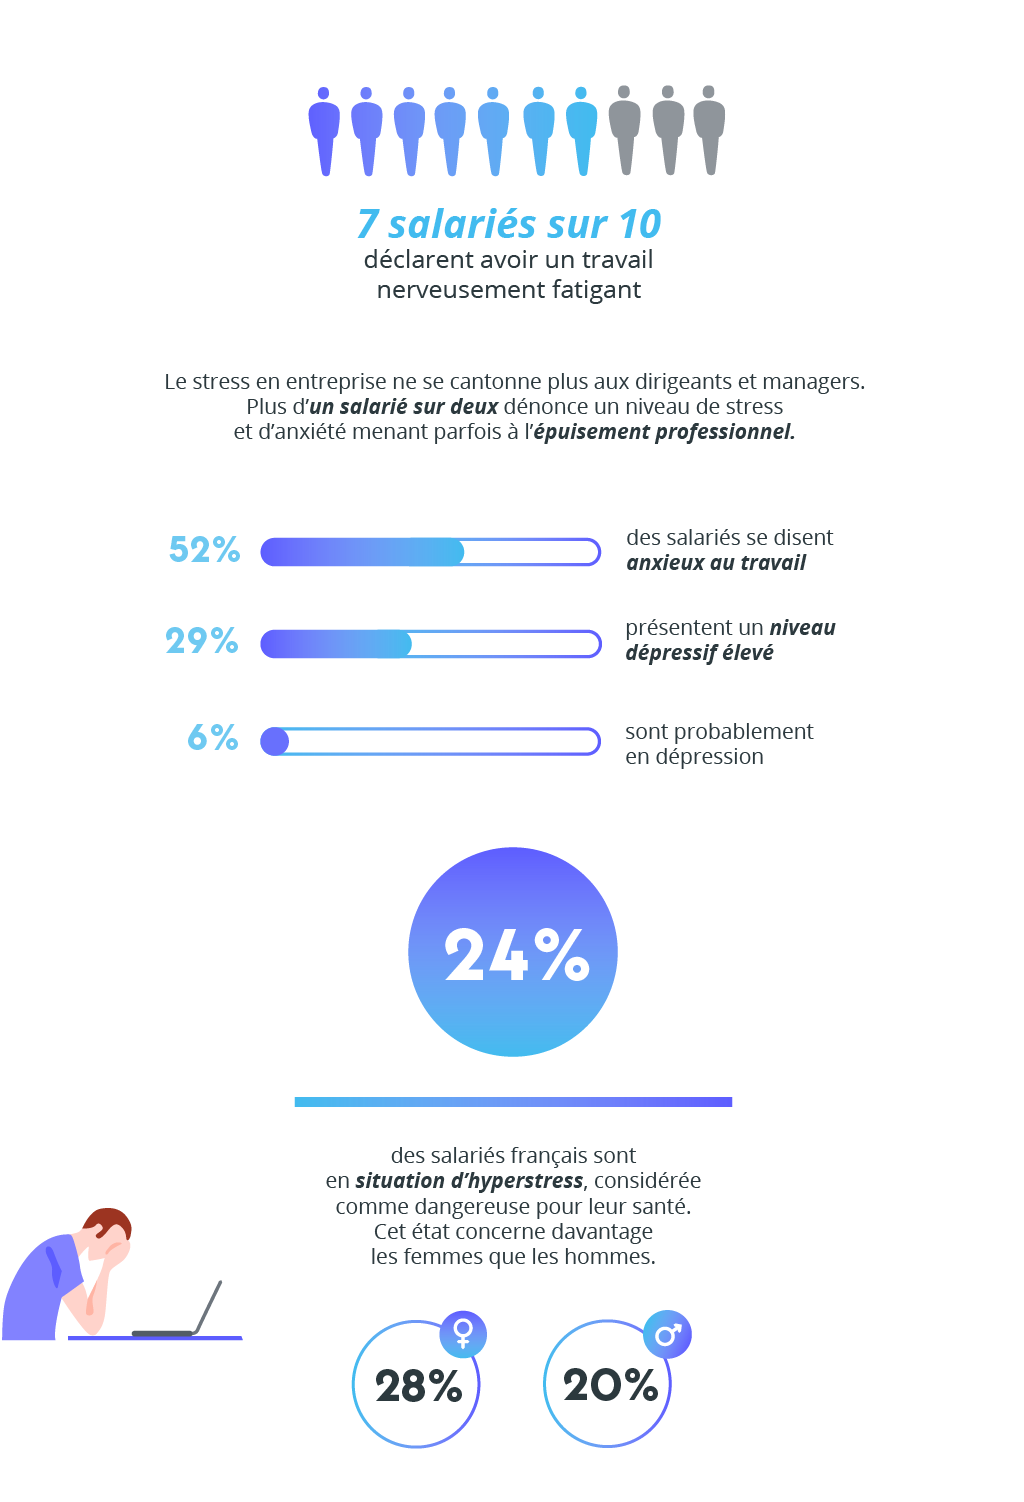 7 salariés sur 10
déclarent avoir un travail
nerveusement fatigant
Le stress en entreprise ne se cantonne plus aux dirigeants et managers.
Plus d’un salarié sur deux dénonce un niveau de stress
et d’anxiété menant parfois à l’épuisement professionnel.
52%
des salariés se disent
anxieux au travail
29%
présentent un niveau
dépressif élevé
6%
sont probablement
en dépression
24%
des salariés français sont
en situation d’hyperstress, considérée
comme dangereuse pour leur santé.
Cet état concerne davantage
les femmes que les hommes.
28%
20%